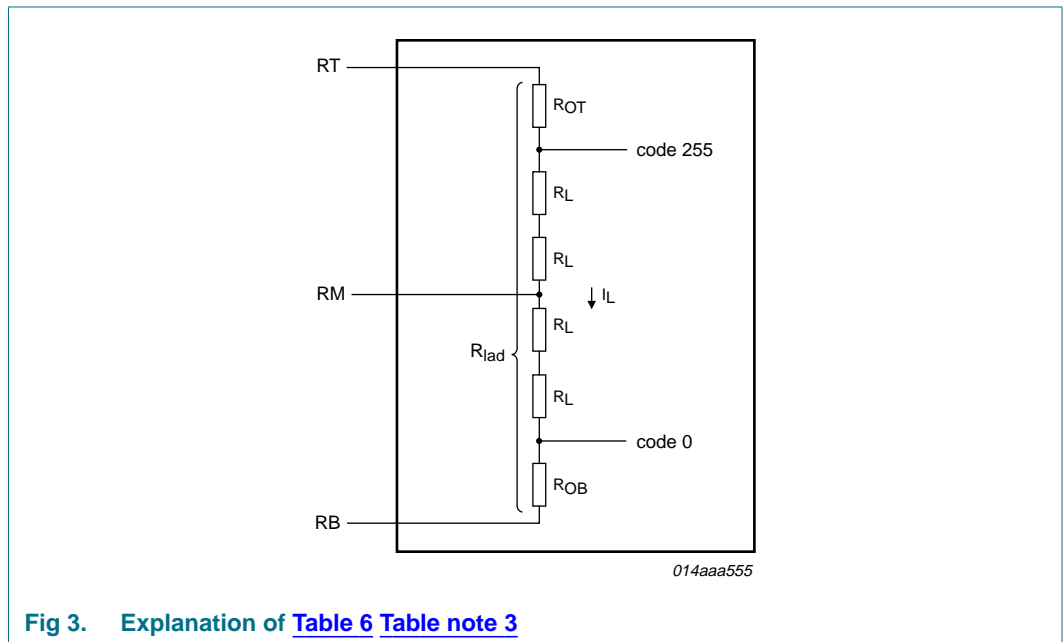 RT
ROT
code 255
RL
RL
RM
IL
RL
Rlad
RL
code 0
ROB
RB
014aaa555
Fig 3. Explanation of Table 6 Table note 3